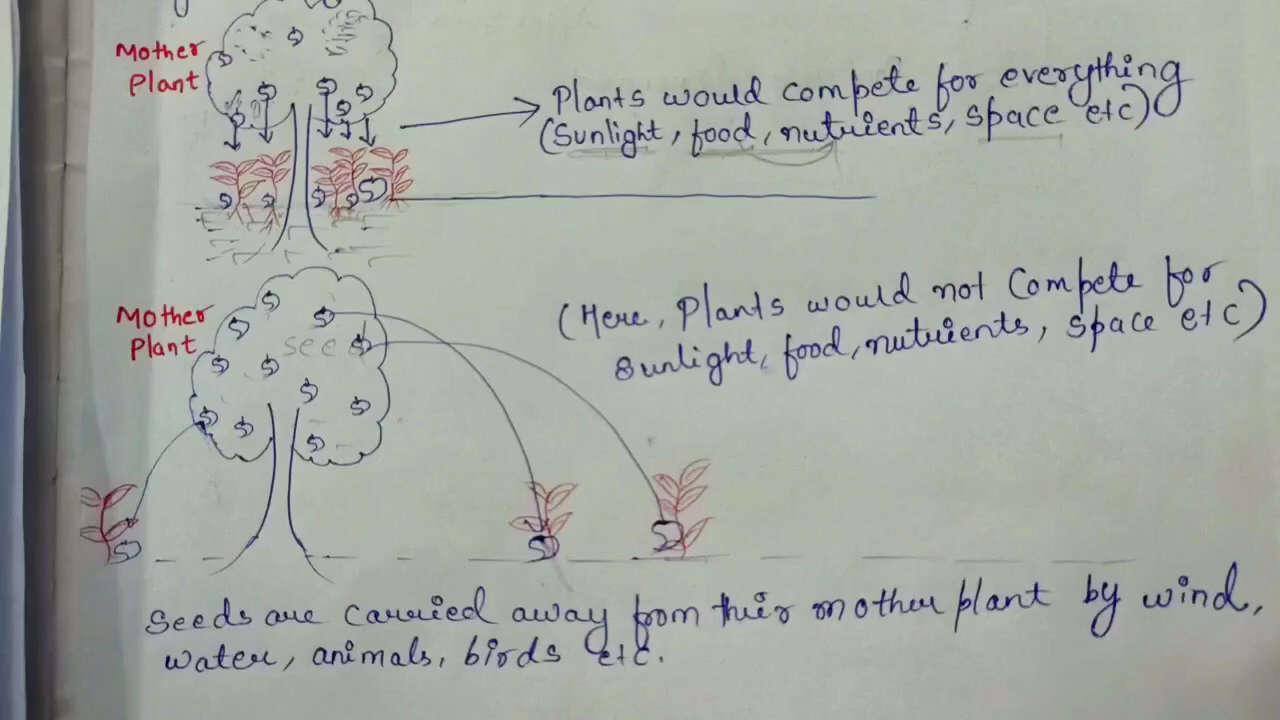 Mother
Plant
Plants would compete for everything
(Sunlight, food, nutrients, space etc)
Mother
Plant
seed
(Here, Plants would not Compete for
Sunlight, food, nutrients, space etc)
Seeds are carried away from their mother plant by wind,
water, animals, birds etc.